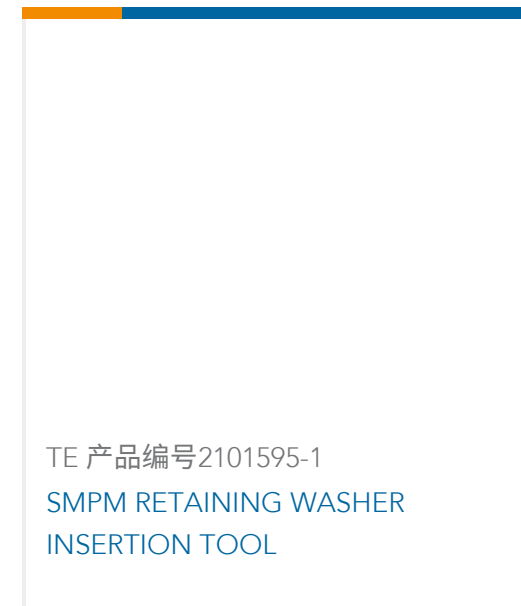 TE 产品编号2101595-1
SMPM RETAINING WASHER
INSERTION TOOL